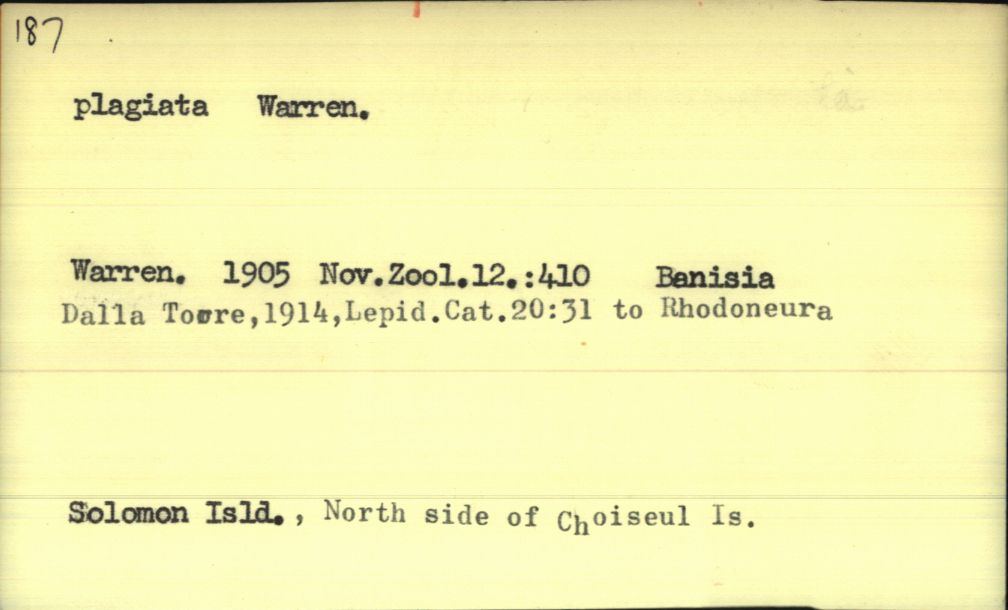 187
plagiata Warren.
Warren. 1905 Nov.Zool.12.:410 Banisia
Dalla Torre,1914,Lepid.Cat.20:31 to Rhodoneura
Solomon Isld., North side of Choiseul Is.